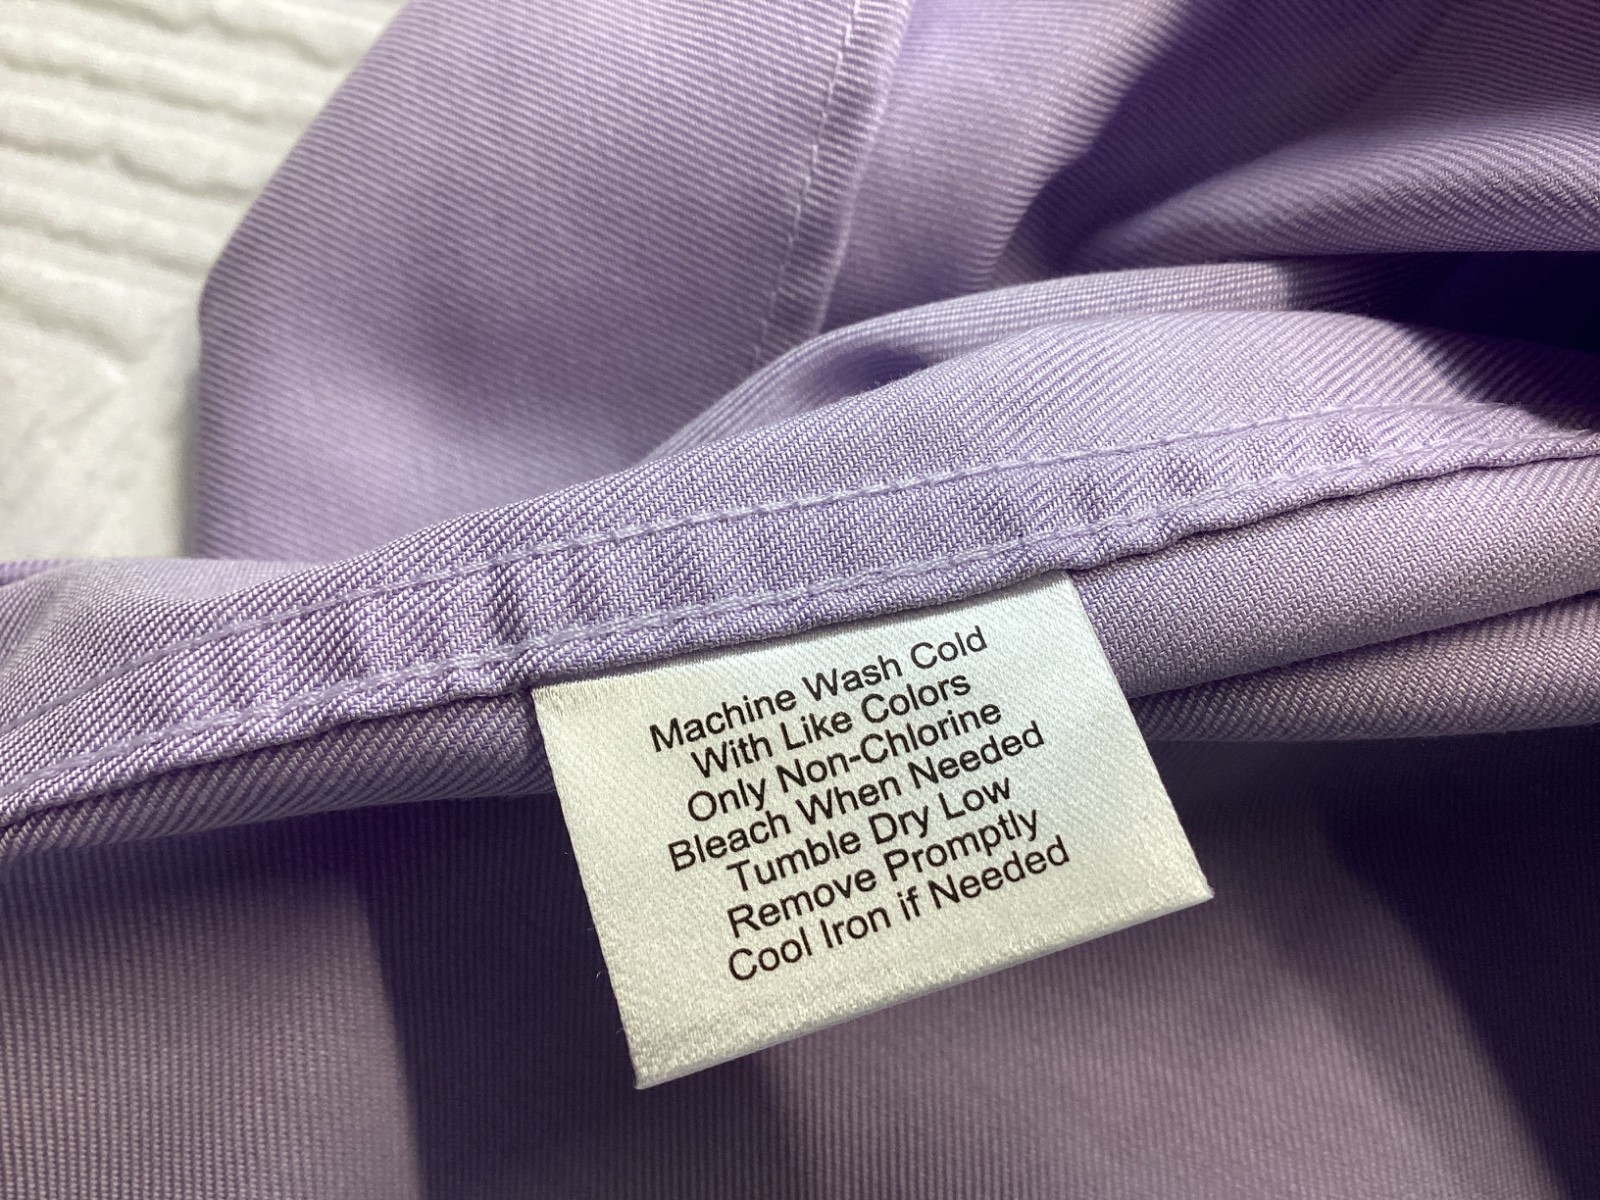 Machine Wash Cold
With Like Colors
Only Non-Chlorine
Bleach When Needed
Tumble Dry Low
Remove Promptly
Cool Iron if Needed